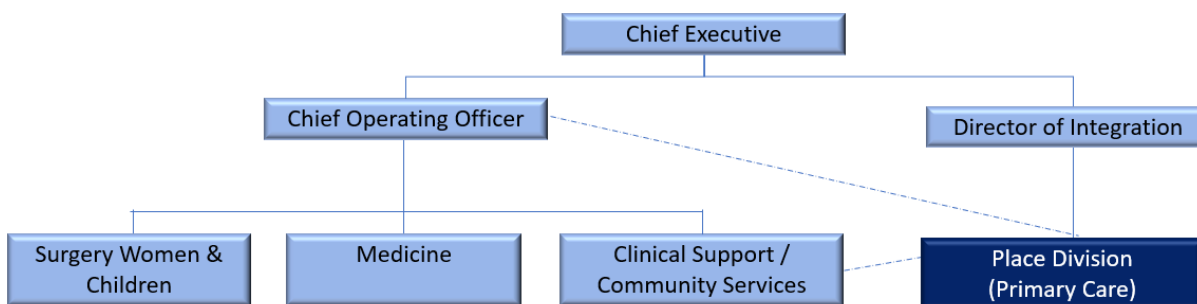 Chief Executive
Chief Operating Officer
Director of Integration
Surgery Women &
Children
Medicine
Clinical Support /
Community Services
Place Division
(Primary Care)